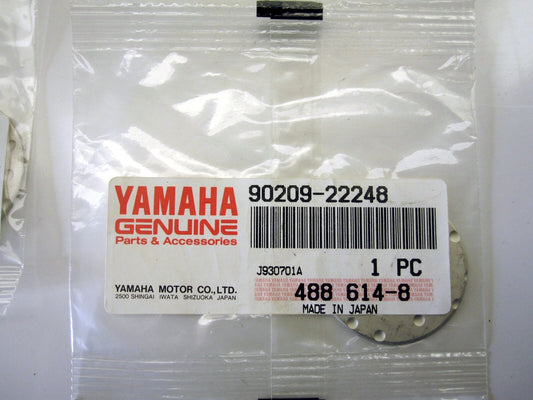 YAMAHA
GENUINE
Parts & Accessories
90209-22248
J930701A
1 PC
YAMAHA MOTOR CO.,LTD.
2500 SHINGAI IWATA SHIZUOKA JAPAN
488 614-8
MADE IN JAPAN